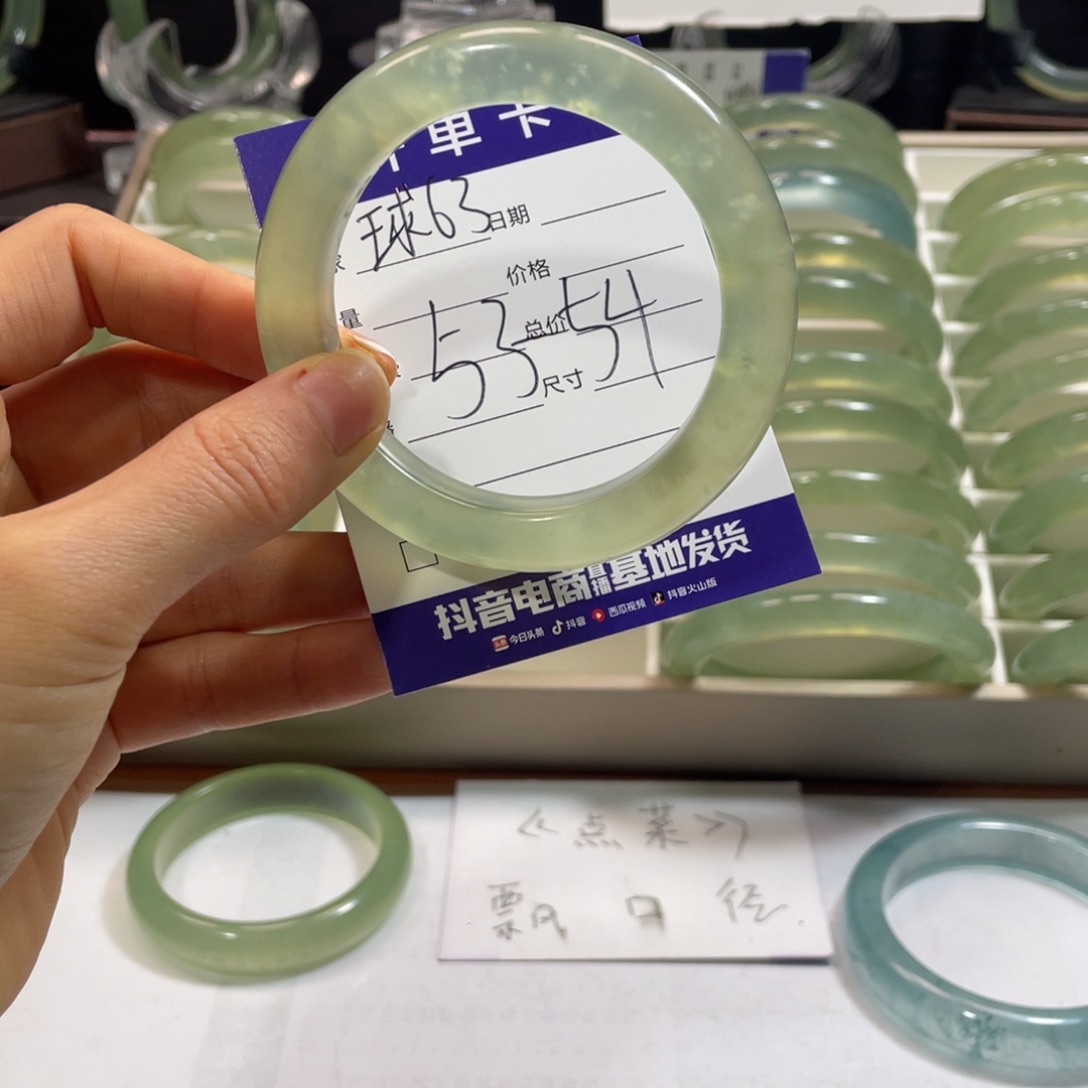 单卡
球63 日期
价格
量
53 总价 54
尺寸
抖音电商直播基地发货
今日头条 抖音 西瓜视频 抖音火山版
《点菜》
飘口径.